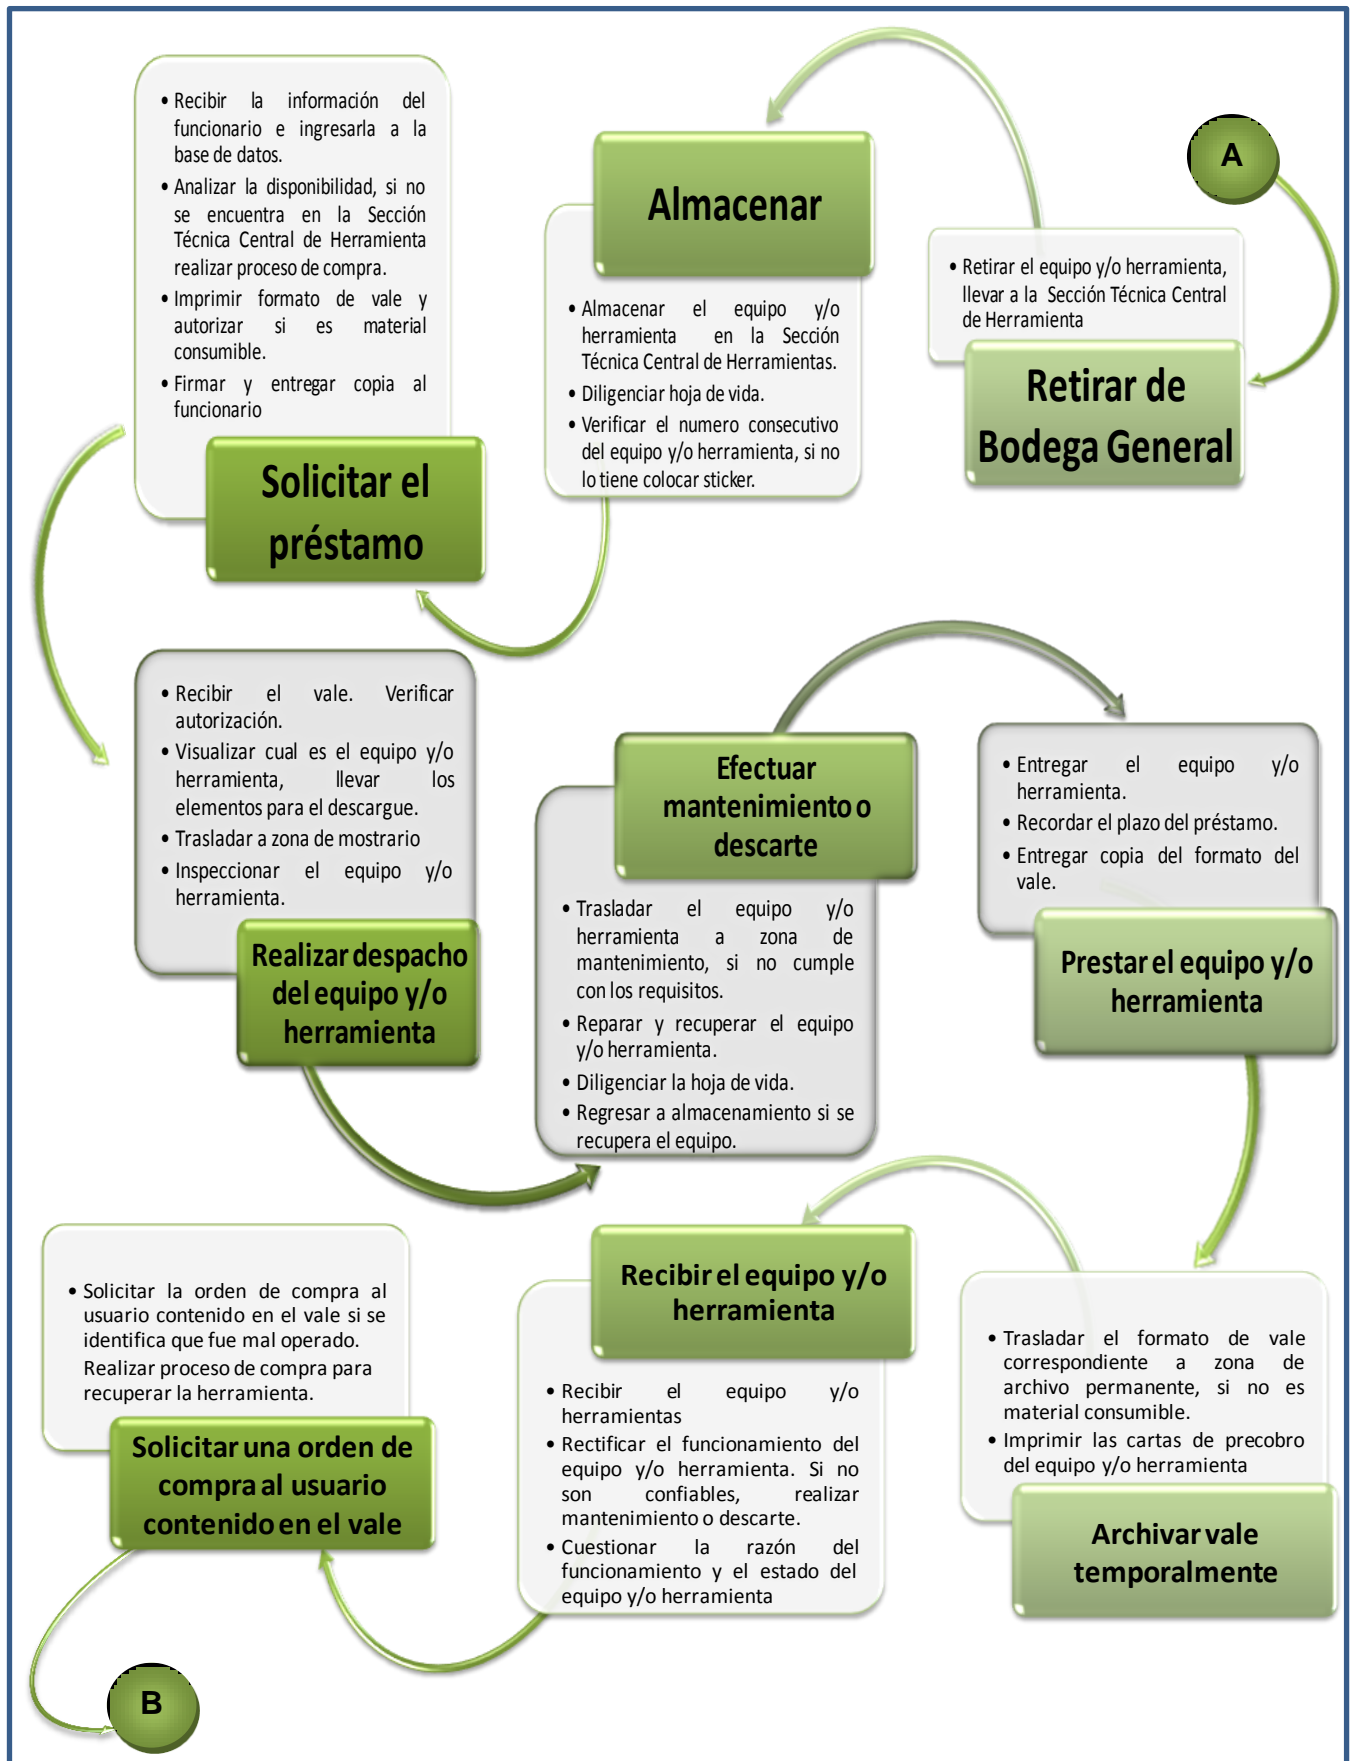 A
• Retirar el equipo y/o herramienta,
llevar a la Sección Técnica Central
de Herramienta
Retirar de
Bodega General
Almacenar
• Almacenar el equipo y/o
herramienta en la Sección
Técnica Central de Herramientas.
• Diligenciar hoja de vida.
• Verificar el numero consecutivo
del equipo y/o herramienta, si no
lo tiene colocar sticker.
• Recibir la información del
funcionario e ingresarla a la
base de datos.
• Analizar la disponibilidad, si no
se encuentra en la Sección
Técnica Central de Herramienta
realizar proceso de compra.
• Imprimir formato de vale y
autorizar si es material
consumible.
• Firmar y entregar copia al
funcionario
Solicitar el
préstamo
• Recibir el vale. Verificar
autorización.
• Visualizar cual es el equipo y/o
herramienta, llevar los
elementos para el descargue.
• Trasladar a zona de mostrario
• Inspeccionar el equipo y/o
herramienta.
Realizar despacho
del equipo y/o
herramienta
Efectuar
mantenimiento o
descarte
• Trasladar el equipo y/o
herramienta a zona de
mantenimiento, si no cumple
con los requisitos.
• Reparar y recuperar el equipo
y/o herramienta.
• Diligenciar la hoja de vida.
• Regresar a almacenamiento si se
recupera el equipo.
• Entregar el equipo y/o
herramienta.
• Recordar el plazo del préstamo.
• Entregar copia del formato del
vale.
Prestar el equipo y/o
herramienta
• Trasladar el formato de vale
correspondiente a zona de
archivo permanente, si no es
material consumible.
• Imprimir las cartas de precobro
del equipo y/o herramienta
Archivar vale
temporalmente
Recibir el equipo y/o
herramienta
• Recibir el equipo y/o
herramientas
• Rectificar el funcionamiento del
equipo y/o herramienta. Si no
son confiables, realizar
mantenimiento o descarte.
• Cuestionar la razón del
funcionamiento y el estado del
equipo y/o herramienta
• Solicitar la orden de compra al
usuario contenido en el vale si se
identifica que fue mal operado.
Realizar proceso de compra para
recuperar la herramienta.
Solicitar una orden de
compra al usuario
contenido en el vale
B